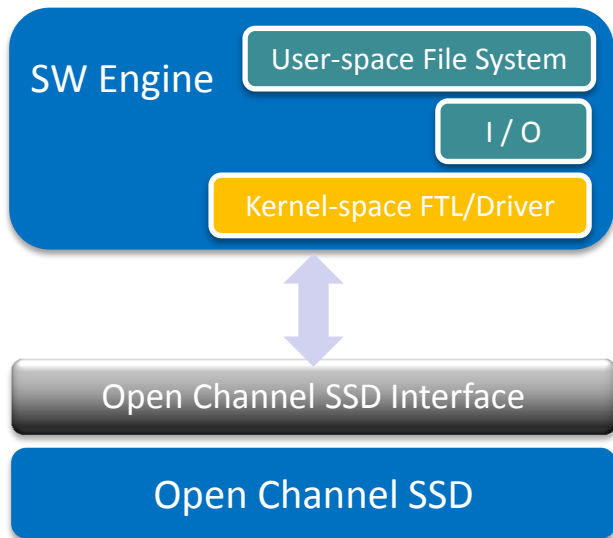 User-space File System
SW Engine
I / O
Kernel-space FTL/Driver
Open Channel SSD Interface
Open Channel SSD